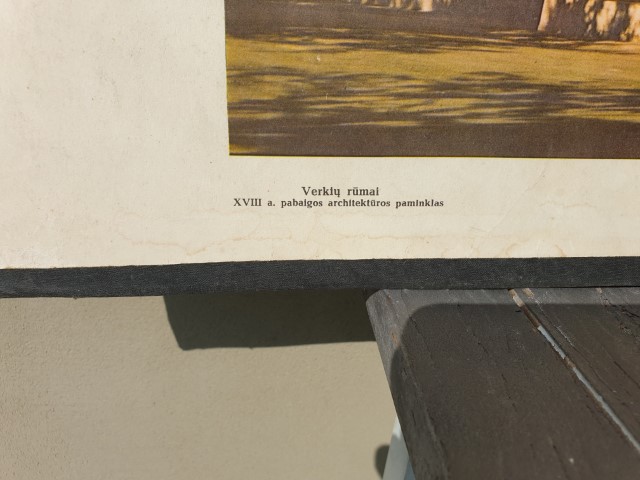 Verkių rūmai
XVIII a. pabaigos architektūros paminklas